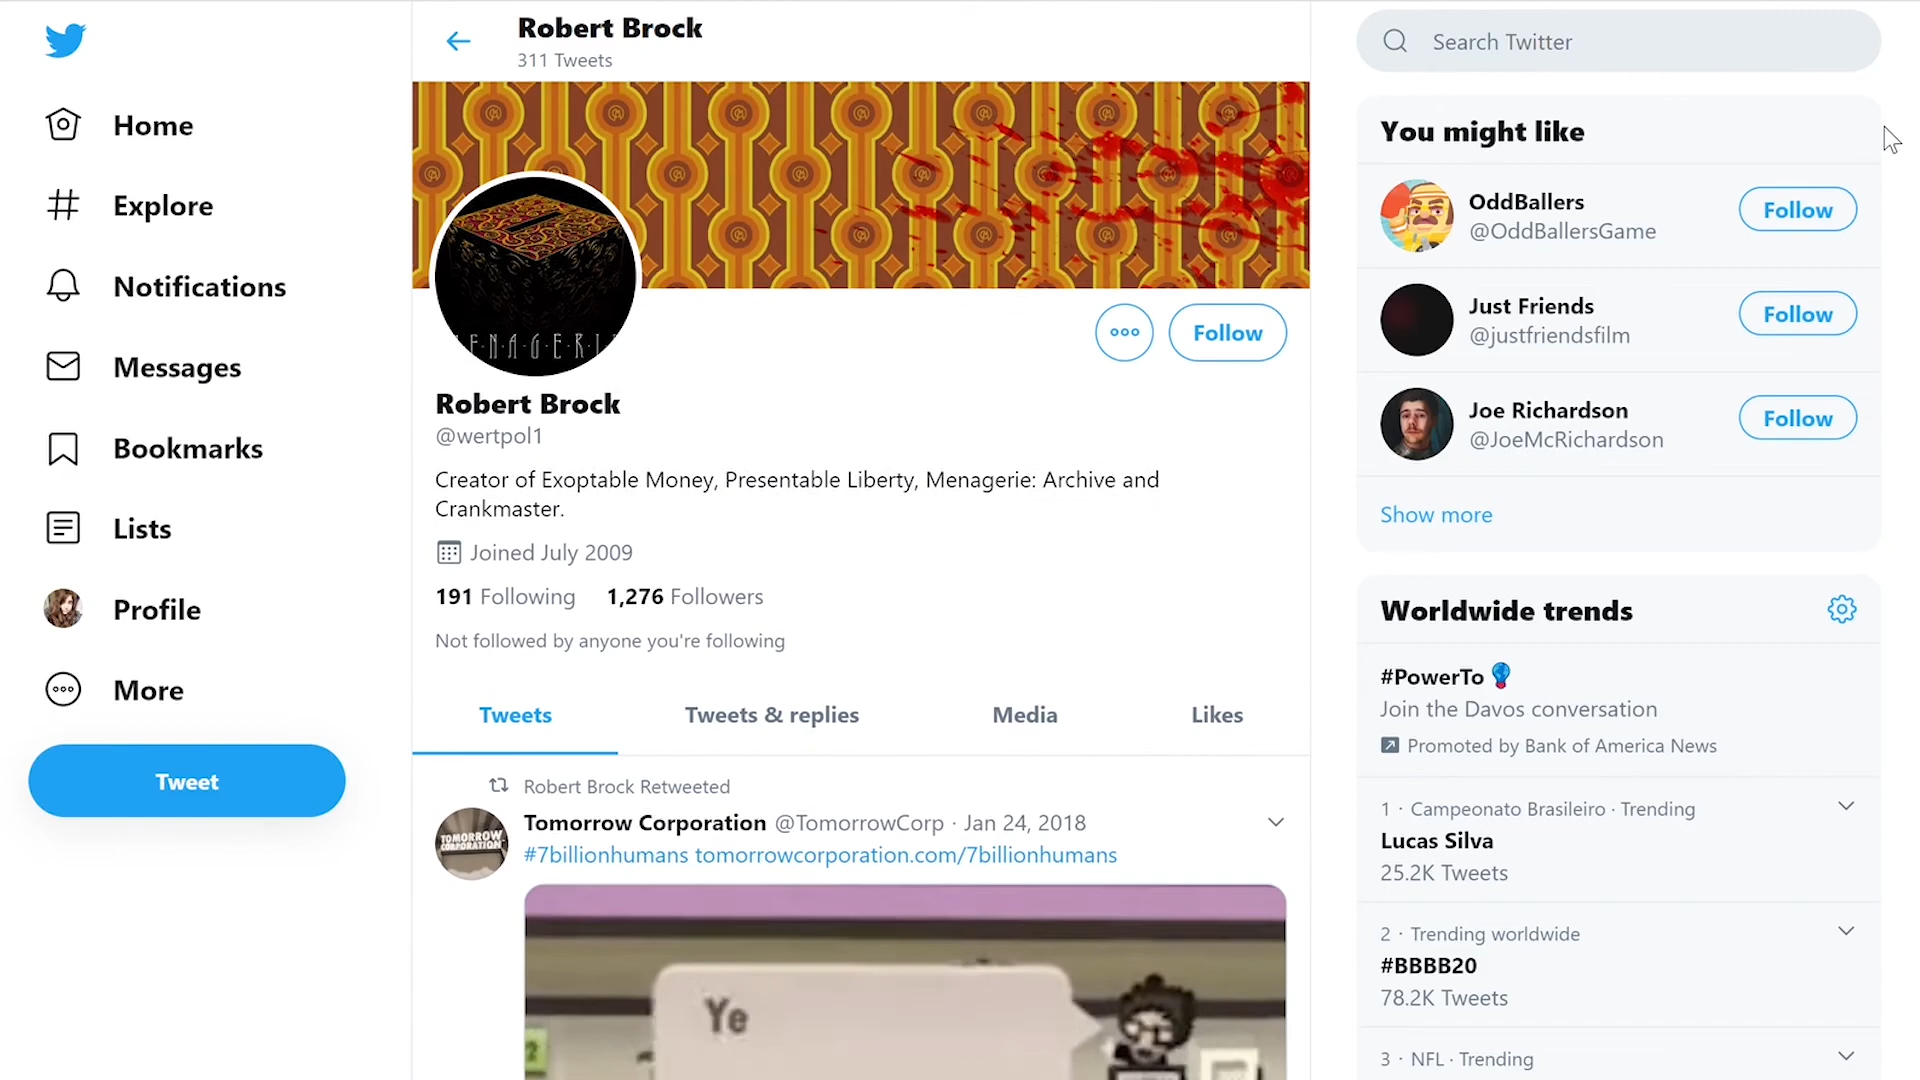 Robert Brock
311 Tweets
Home
Explore
Notifications
Messages
Bookmarks
Lists
Profile
More
Tweet
Follow
Robert Brock
@wertpol1
Creator of Exoptable Money, Presentable Liberty, Menagerie: Archive and
Crankmaster.
Joined July 2009
191 Following 1,276 Followers
Not followed by anyone you're following
Tweets Tweets & replies Media Likes
Robert Brock Retweeted
TOMORROW
CORPORATION
Tomorrow Corporation @TomorrowCorp · Jan 24, 2018
#7billionhumans tomorrowcorporation.com/7billionhumans
Ye
Search Twitter
You might like
OddBallers
@OddBallersGame
Follow
Just Friends
@justfriendsfilm
Follow
Joe Richardson
@JoeMcRichardson
Follow
Show more
Worldwide trends
#PowerTo
Join the Davos conversation
Promoted by Bank of America News
1 · Campeonato Brasileiro · Trending
Lucas Silva
25.2K Tweets
2 · Trending worldwide
#BBBB20
78.2K Tweets
3 · NFL · Trending